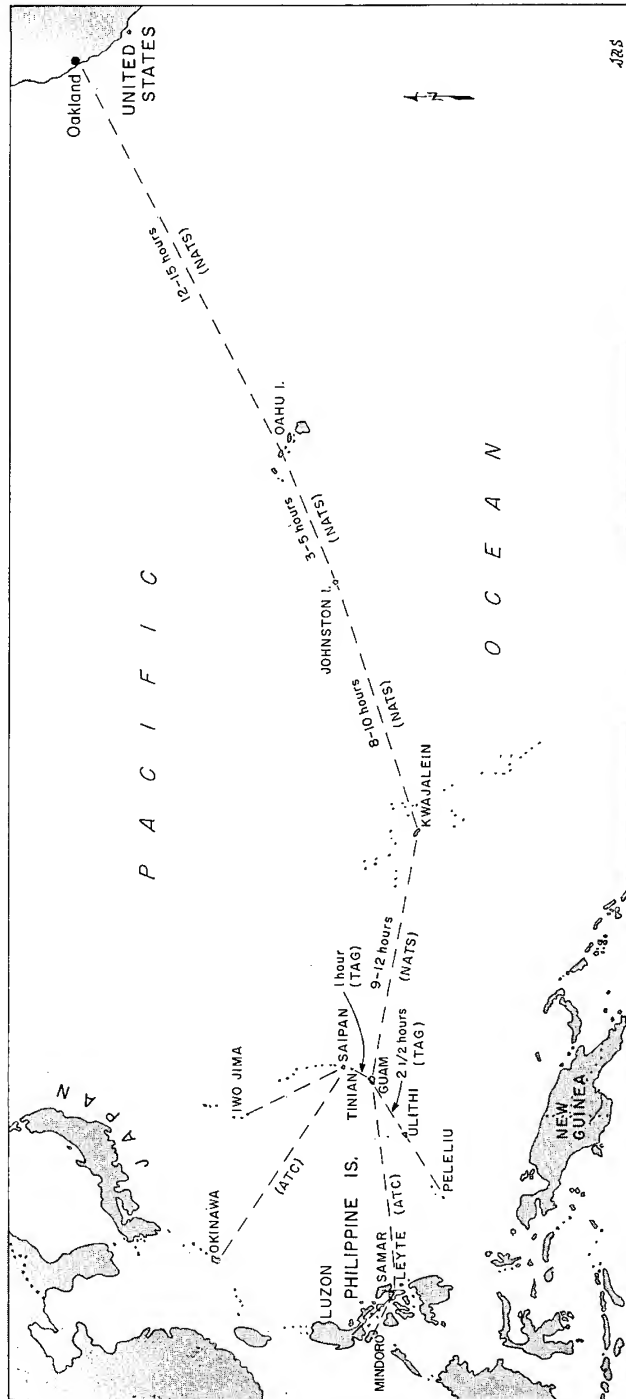 Oakland
UNITED
STATES
12-15 hours
(NATS)
OAHU I.
3-5 hours
(NATS)
JOHNSTON I.
8-10 hours
(NATS)
KWAJALEIN
9-12 hours
(NATS)
PACIFIC
OCEAN
N
JAPAN
IWO JIMA
SAIPAN
1 hour
(TAG)
TINIAN
GUAM
2 1/2 hours
(TAG)
ULITHI
PELELIU
OKINAWA
(ATC)
PHILIPPINE IS.
LUZON
SAMAR
LEYTE
(ATC)
MINDORO
NEW
GUINEA